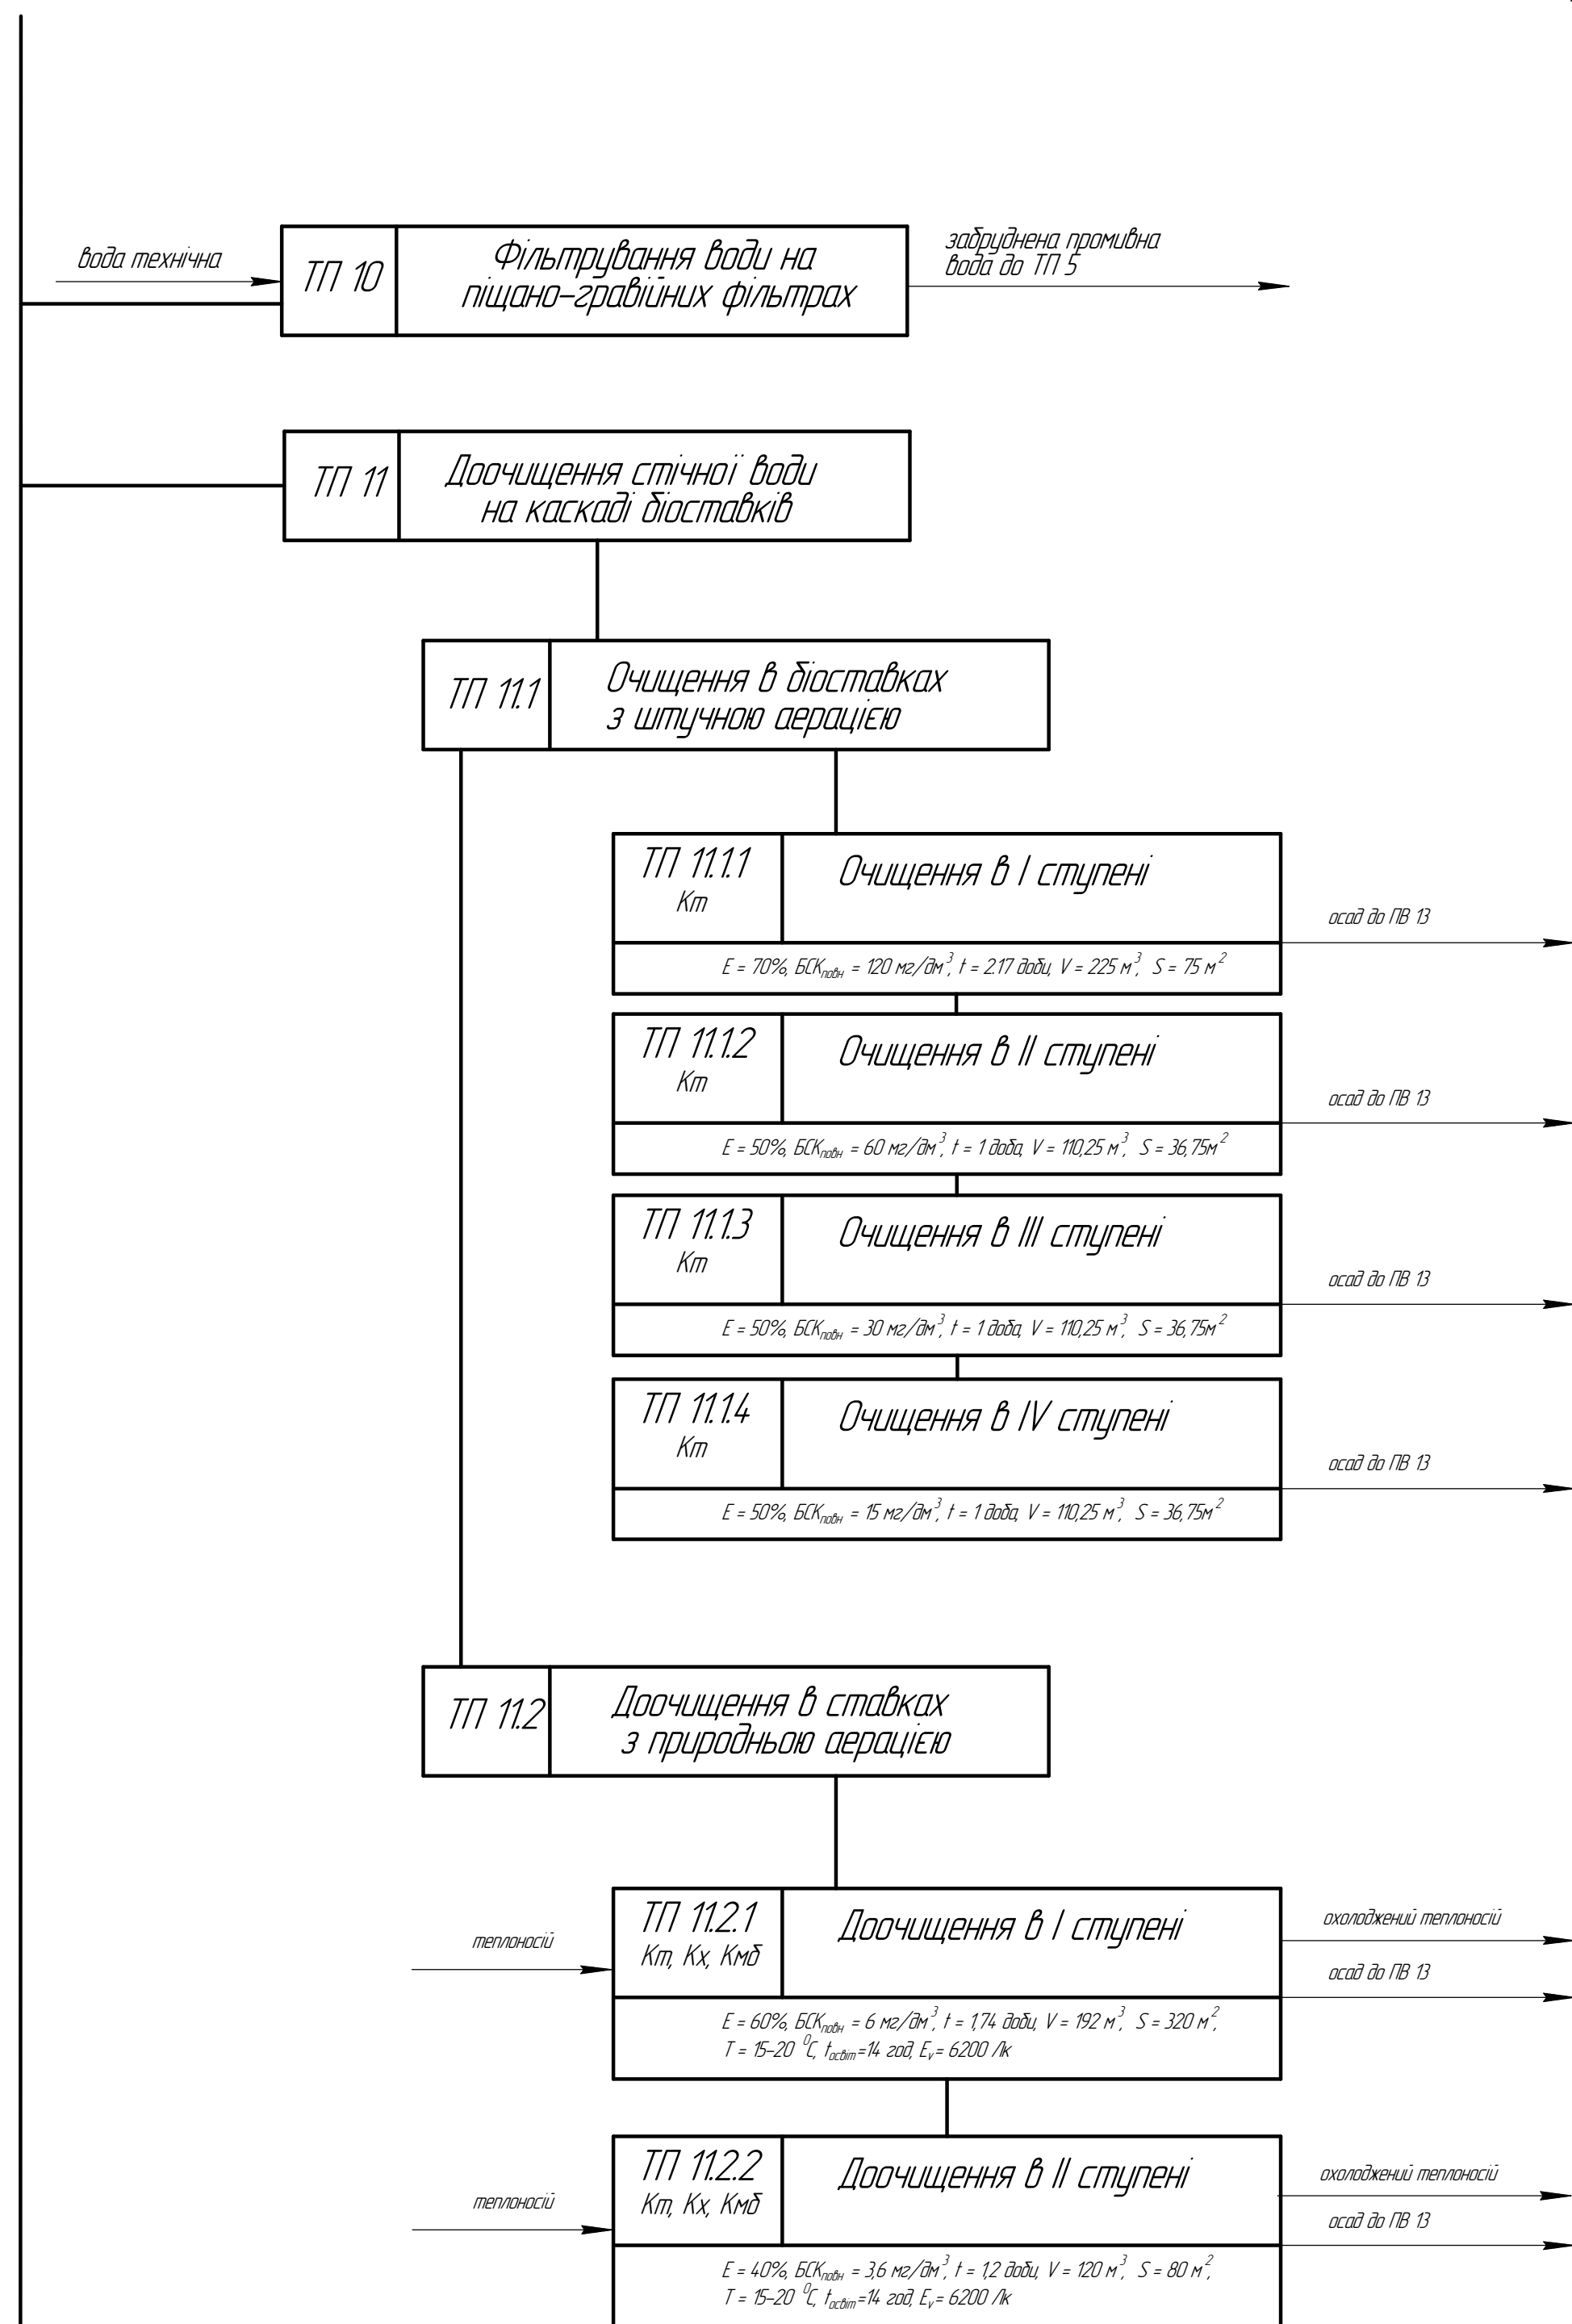 вода технічна
ТП 10
Фільтрування води на
піщано-гравійних фільтрах
забруднена промивна
вода до ТП 5
ТП 11
Доочищення стічної води
на каскаді біоставків
ТП 11.1
Очищення в біоставках
з штучною аерацією
ТП 11.1.1
Кт
Очищення в I ступені
осад до ПВ 13
E = 70%, БСКповн = 120 мг/дм³, t = 2.17 доби, V = 225 м³, S = 75 м²
ТП 11.1.2
Кт
Очищення в II ступені
осад до ПВ 13
E = 50%, БСКповн = 60 мг/дм³, t = 1 доба, V = 110,25 м³, S = 36,75м²
ТП 11.1.3
Кт
Очищення в III ступені
осад до ПВ 13
E = 50%, БСКповн = 30 мг/дм³, t = 1 доба, V = 110,25 м³, S = 36,75м²
ТП 11.1.4
Кт
Очищення в IV ступені
осад до ПВ 13
E = 50%, БСКповн = 15 мг/дм³, t = 1 доба, V = 110,25 м³, S = 36,75м²
ТП 11.2
Доочищення в ставках
з природньою аерацією
теплоносій
ТП 11.2.1
Кт, Кх, Кмб
Доочищення в I ступені
охолоджений теплоносій
осад до ПВ 13
E = 60%, БСКповн = 6 мг/дм³, t = 1,74 доби, V = 192 м³, S = 320 м²,
T = 15-20 ⁰С, tосвіт=14 год, Ev= 6200 Лк
теплоносій
ТП 11.2.2
Кт, Кх, Кмб
Доочищення в II ступені
охолоджений теплоносій
осад до ПВ 13
E = 40%, БСКповн = 3,6 мг/дм³, t = 1,2 доби, V = 120 м³, S = 80 м²,
T = 15-20 ⁰С, tосвіт=14 год, Ev= 6200 Лк